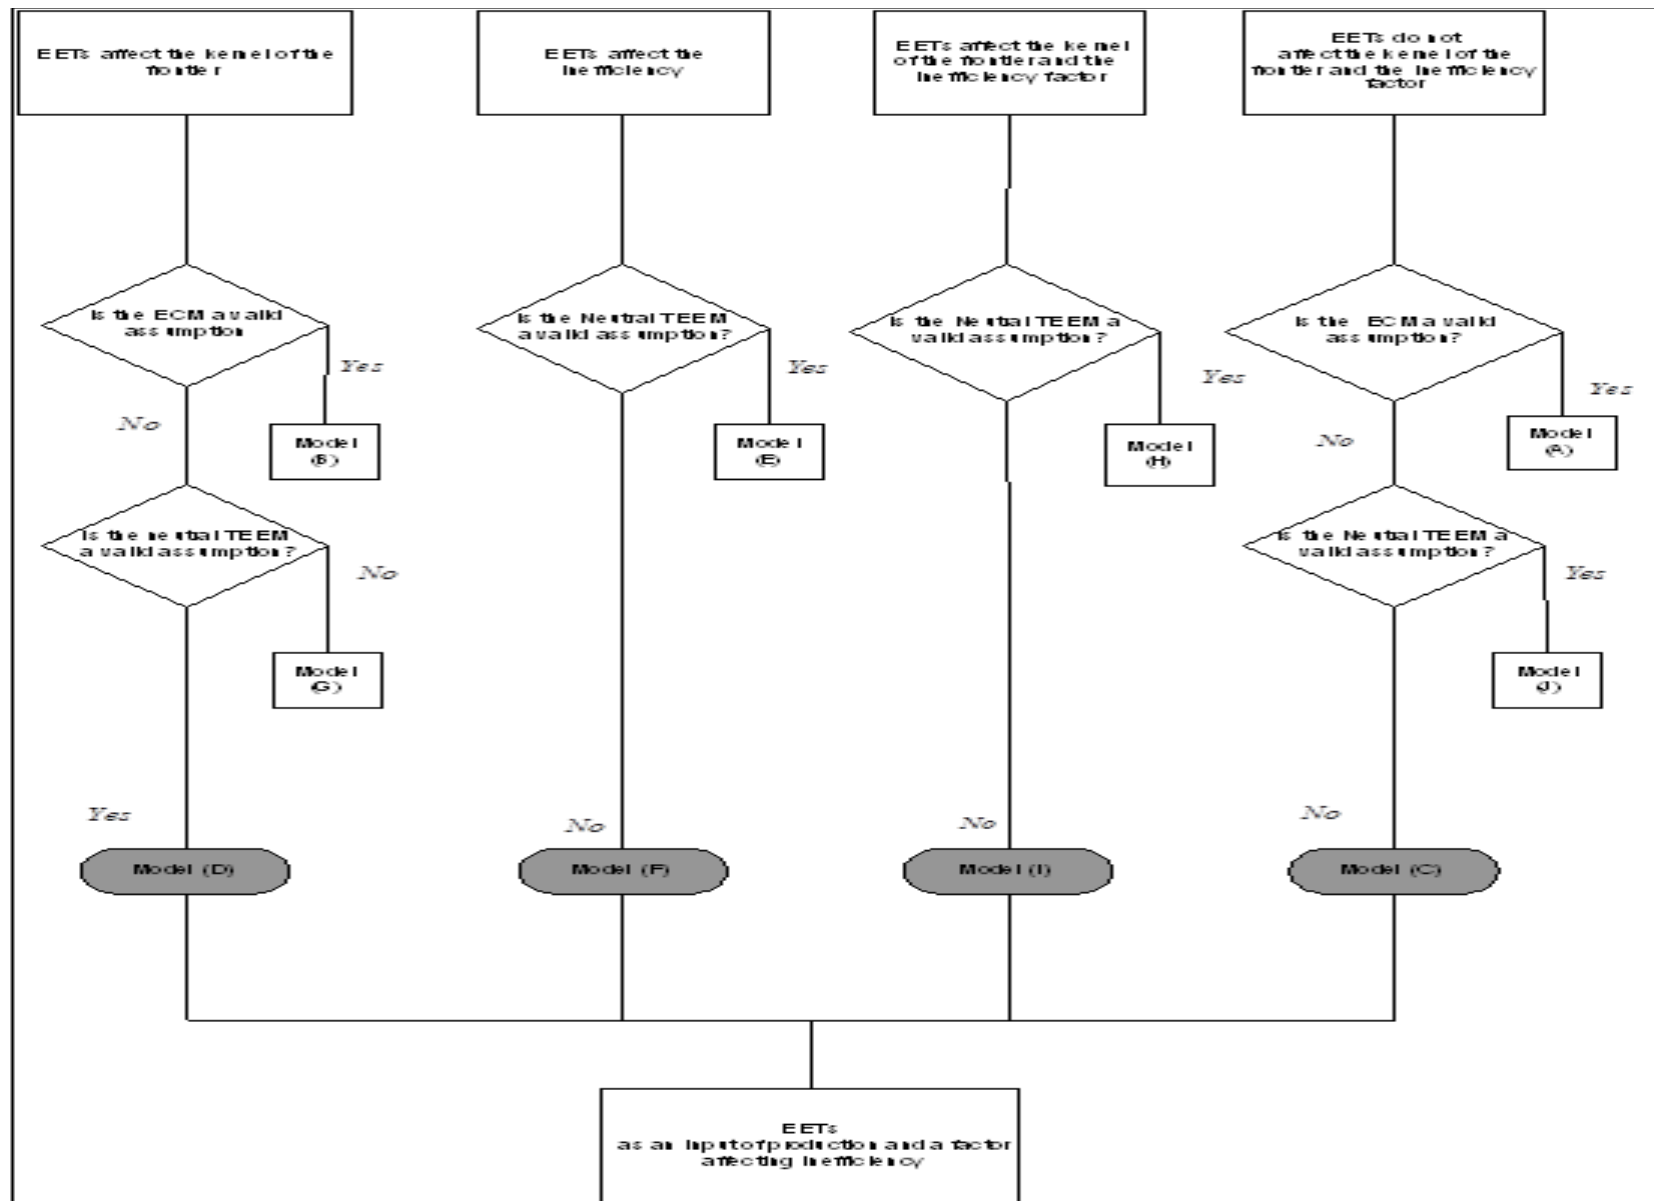 EETs affect the kernel of the
frontier
EETs affect the
inefficiency
EETs affect the kernel
of the frontier and the
inefficiency factor
EETs do not
affect the kernel of the
frontier and the inefficiency
factor
Is the ECM a valid
assumption
Yes
No
Model
(B)
Is the neutral TEEM
a valid assumption?
No
Model
(G)
Yes
Model (D)
Is the Neutral TEEM
a valid assumption?
Yes
Model
(E)
No
Model (F)
Is the Neutral TEEM a
valid assumption?
Yes
Model
(H)
No
Model (I)
Is the ECM a valid
assumption?
Yes
No
Model
(A)
Is the Neutral TEEM a
valid assumption?
Yes
Model
(J)
No
Model (C)
EETs
as an input of production and a factor
affecting inefficiency